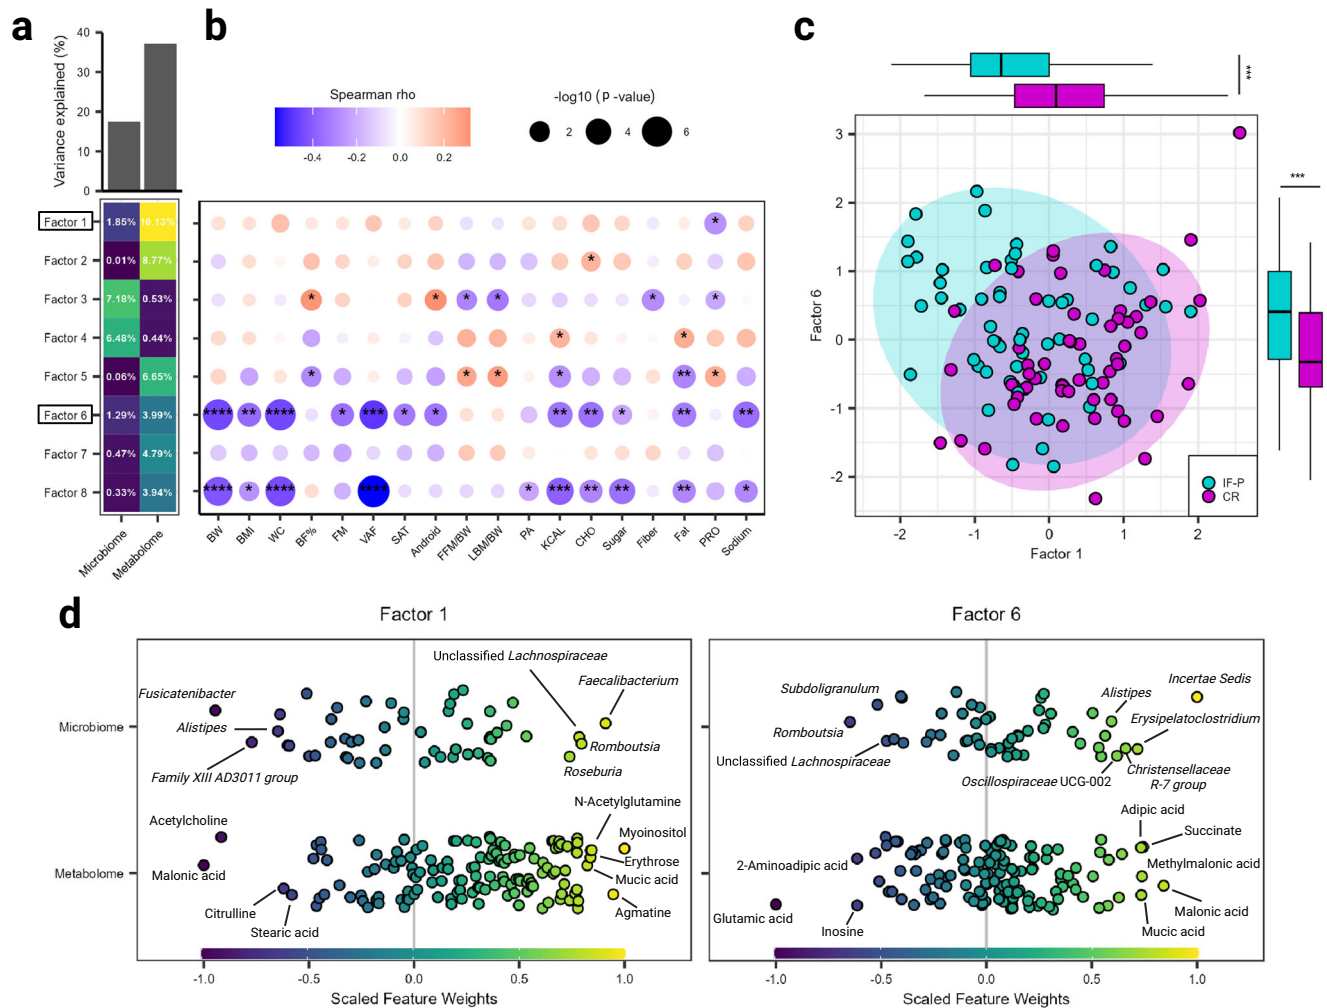 a
b
c
Variance explained (%)
40
30
20
10
0
Spearman rho
-0.4
-0.2
0.0
0.2
-log10 (p -value)
2
4
6
Factor 1
Factor 2
Factor 3
Factor 4
Factor 5
Factor 6
Factor 7
Factor 8
1.85% 10.13%
0.01% 8.77%
7.18% 0.53%
6.48% 0.44%
0.06% 6.65%
1.29% 3.99%
0.47% 4.79%
0.33% 3.94%
Microbiome
Metabolome
*
*
* * * * * *
* *
* * * * ** *
**** ** **** * *** * * ** ** * ** **
**** * **** **** * *** ** ** ** *
BW
BMI
WC
BF%
FM
VAF
SAT
Android
FFM/BW
LBM/BW
PA
KCAL
CHO
Sugar
Fiber
Fat
PRO
Sodium
****
***
Factor 6
3
2
1
0
-1
-2
-2
-1
0
1
2
Factor 1
IF-P
CR
d
Factor 1
Microbiome
Metabolome
Fusicatenibacter
Alistipes
Family XIII AD3011 group
Unclassified Lachnospiraceae
Faecalibacterium
Romboutsia
Roseburia
Acetylcholine
Malonic acid
Citrulline
Stearic acid
N-Acetylglutamine
Myoinositol
Erythrose
Mucic acid
Agmatine
-1.0
-0.5
0.0
0.5
1.0
Scaled Feature Weights
Factor 6
Subdoligranulum
Romboutsia
Unclassified Lachnospiraceae
Incertae Sedis
Alistipes
Erysipelatoclostridium
Oscillospiraceae UCG-002
Christensellaceae
R-7 group
2-Aminoadipic acid
Glutamic acid
Inosine
Adipic acid
Succinate
Methylmalonic acid
Malonic acid
Mucic acid
-1.0
-0.5
0.0
0.5
1.0
Scaled Feature Weights